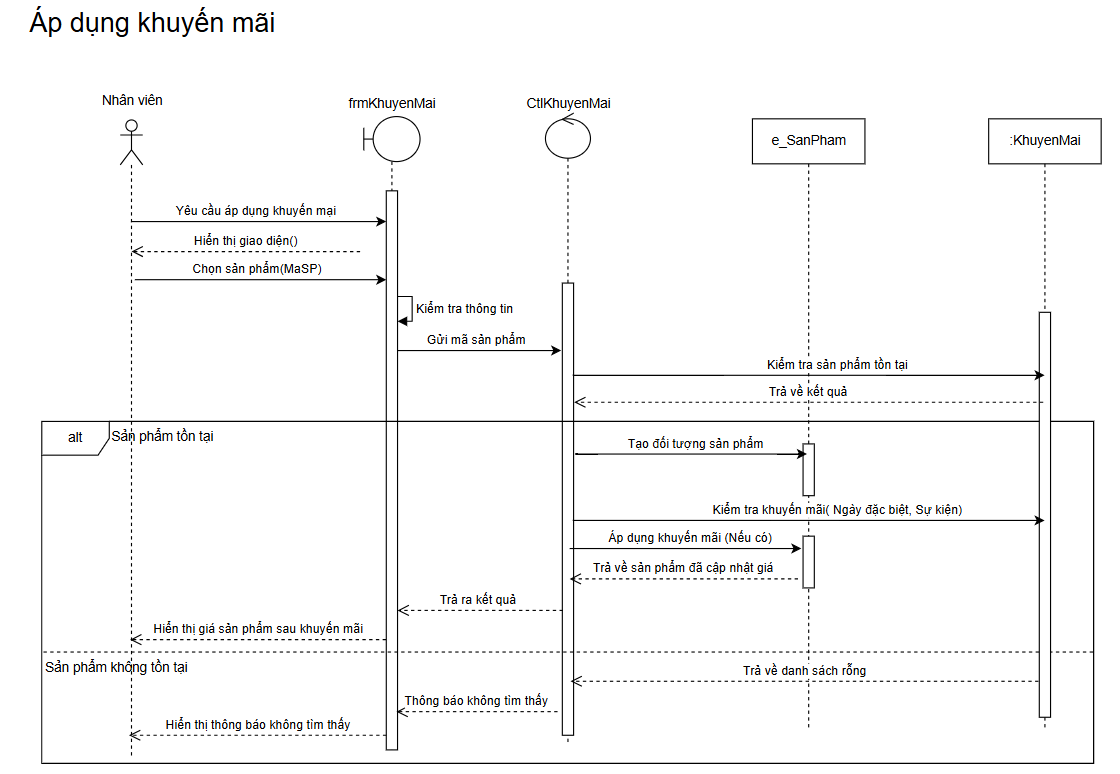 Áp dụng khuyến mãi
Nhân viên
frmKhuyenMai
CtlKhuyenMai
e_SanPham
:KhuyenMai
Yêu cầu áp dụng khuyến mại
Hiển thị giao diện()
Chọn sản phẩm(MaSP)
Kiểm tra thông tin
Gửi mã sản phẩm
Kiểm tra sản phẩm tồn tại
Trả về kết quả
alt
Sản phẩm tồn tại
Tạo đối tượng sản phẩm
Kiểm tra khuyến mãi( Ngày đặc biệt, Sự kiện)
Áp dụng khuyến mãi (Nếu có)
Trả về sản phẩm đã cập nhật giá
Trả ra kết quả
Hiển thị giá sản phẩm sau khuyến mãi
Sản phẩm không tồn tại
Trả về danh sách rỗng
Thông báo không tìm thấy
Hiển thị thông báo không tìm thấy